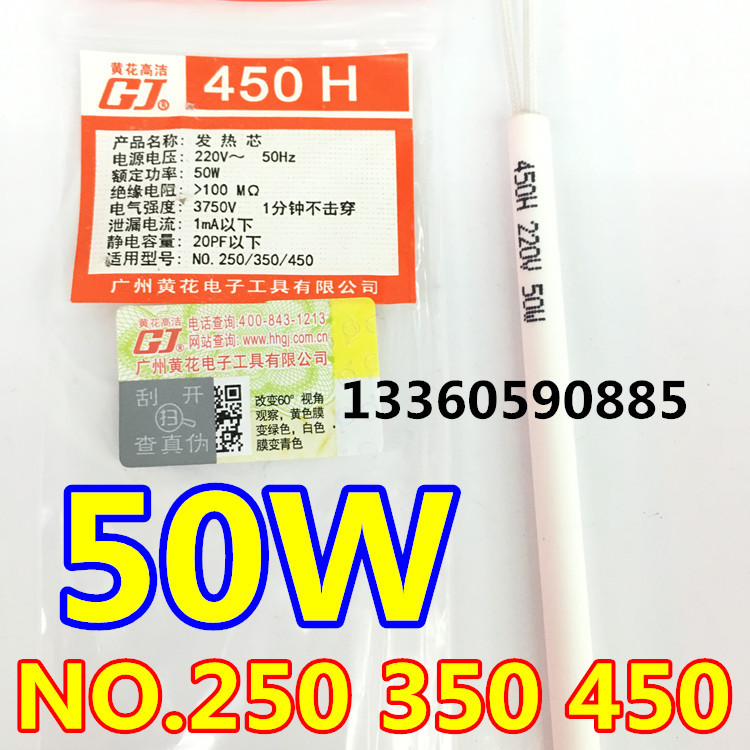 黄花高洁
GJ
450 H
产品名称: 发热芯
电源电压: 220V～ 50Hz
额定功率: 50W
绝缘电阻: >100 MΩ
电气强度: 3750V 1分钟不击穿
泄漏电流: 1mA以下
静电容量: 20PF以下
适用型号: NO.250/350/450
广州黄花电子工具有限公司
黄花高洁
GJ
电话查询:400-843-1213
网站查询:www.hhgj.com.cn
广州黄花电子工具有限公司
刮开
扫
查真伪
改变60°视角
观察，黄色膜
变绿色，白色
膜变青色
450H 220V 50W
13360590885
50W
NO.250 350 450